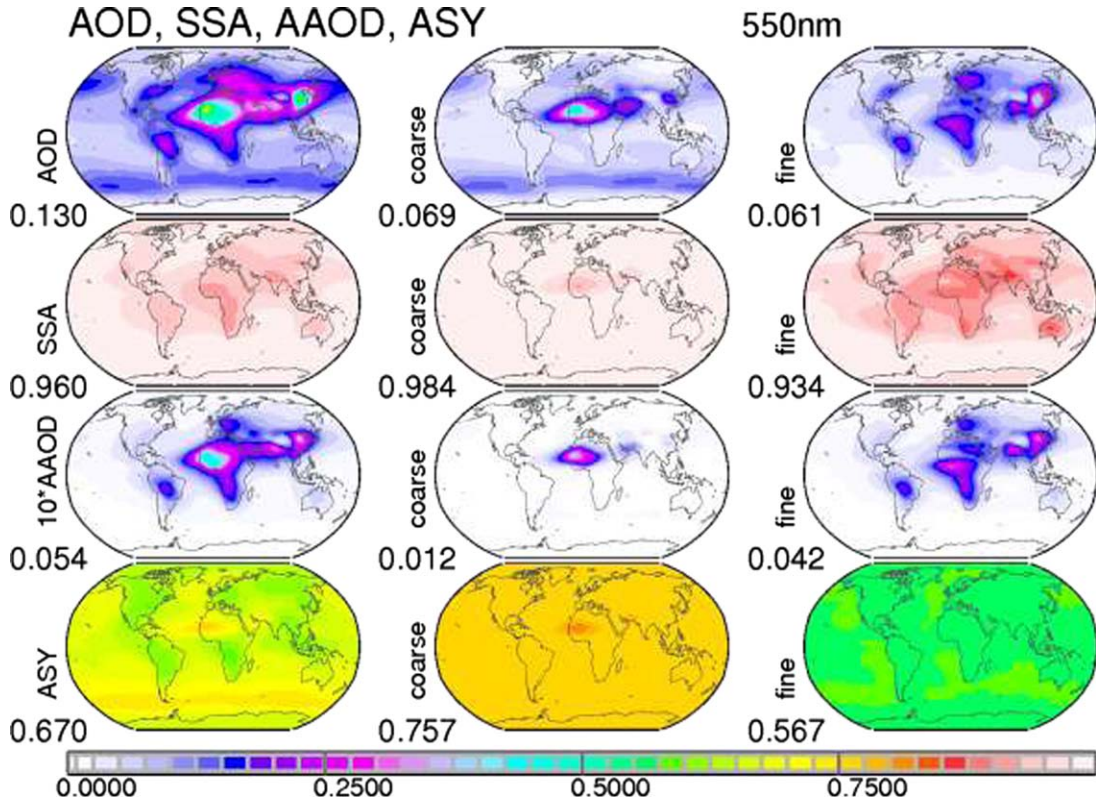 AOD, SSA, AAOD, ASY 550nm
AOD coarse fine
0.130 0.069 0.061
SSA coarse fine
0.960 0.984 0.934
10*AAOD coarse fine
0.054 0.012 0.042
ASY coarse fine
0.670 0.757 0.567
0.0000 0.2500 0.5000 0.7500